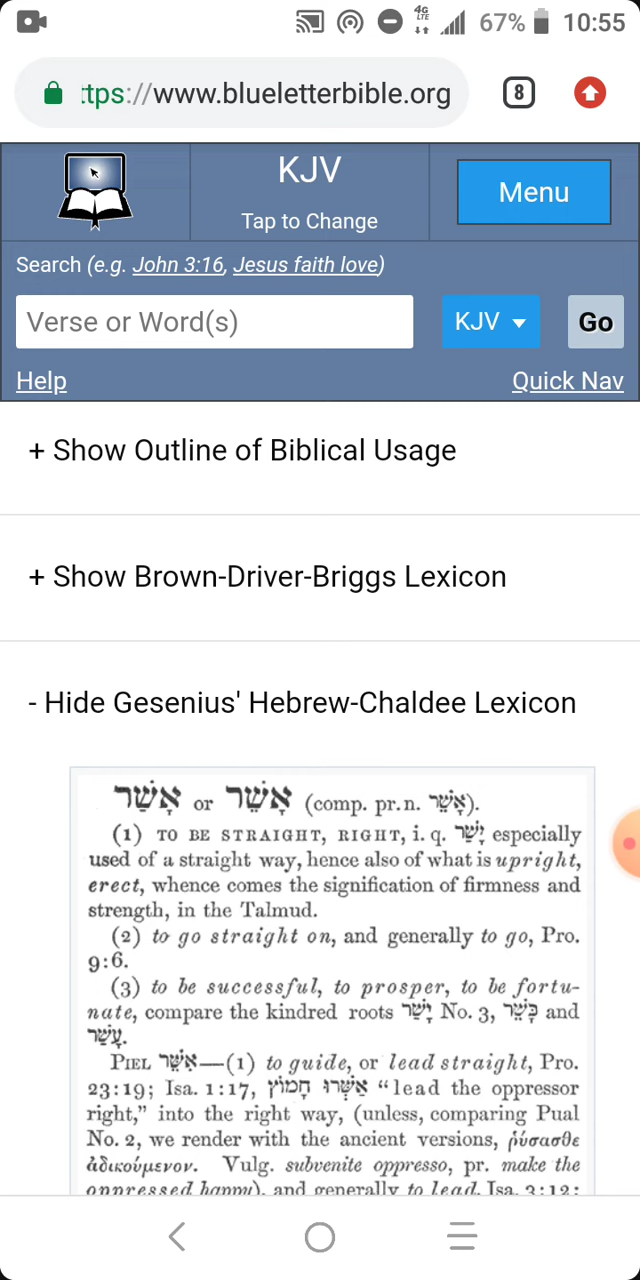 4G
LTE
67% 10:55
ttps://www.blueletterbible.org
8
KJV
Tap to Change
Menu
Search (e.g. John 3:16, Jesus faith love)
Verse or Word(s)
KJV
Go
Help
Quick Nav
+ Show Outline of Biblical Usage
+ Show Brown-Driver-Briggs Lexicon
- Hide Gesenius' Hebrew-Chaldee Lexicon
אָשַׁר or אָשֵׁר (comp. pr.n. אָשֵׁר).
(1) TO BE STRAIGHT, RIGHT, i. q. יָשַׁר especially
used of a straight way, hence also of what is upright,
erect, whence comes the signification of firmness and
strength, in the Talmud.
(2) to go straight on, and generally to go, Pro.
9:6.
(3) to be successful, to prosper, to be fortu-
nate, compare the kindred roots יָשַׁר No. 3, כָּשֵׁר and
עָשַׁר.
PIEL אִשֵּׁר—(1) to guide, or lead straight, Pro.
23:19; Isa. 1:17, אַשְּׁרוּ חָמוֹץ “lead the oppressor
right,” into the right way, (unless, comparing Pual
No. 2, we render with the ancient versions, ῥύσασθε
ἀδικούμενον. Vulg. subvenite oppresso, pr. make the
oppressed happy), and generally to lead, Isa. 3:12;